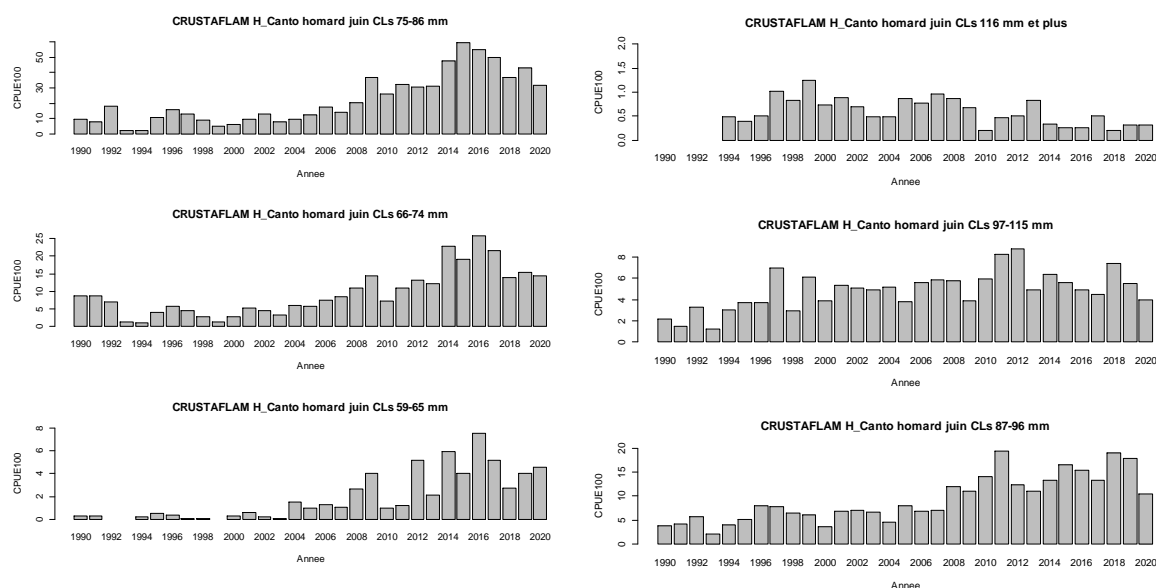 CRUSTAFLAM H_Canto homard juin CLs 75-86 mm
CPUE100
0 10 30 50
1990 1992 1994 1996 1998 2000 2002 2004 2006 2008 2010 2012 2014 2016 2018 2020
Annee
CRUSTAFLAM H_Canto homard juin CLs 66-74 mm
CPUE100
0 5 10 15 20 25
1990 1992 1994 1996 1998 2000 2002 2004 2006 2008 2010 2012 2014 2016 2018 2020
Annee
CRUSTAFLAM H_Canto homard juin CLs 59-65 mm
CPUE100
0 2 4 6 8
1990 1992 1994 1996 1998 2000 2002 2004 2006 2008 2010 2012 2014 2016 2018 2020
Annee
CRUSTAFLAM H_Canto homard juin CLs 116 mm et plus
CPUE100
0.0 0.5 1.0 1.5 2.0
1990 1992 1994 1996 1998 2000 2002 2004 2006 2008 2010 2012 2014 2016 2018 2020
Annee
CRUSTAFLAM H_Canto homard juin CLs 97-115 mm
CPUE100
0 2 4 6 8
1990 1992 1994 1996 1998 2000 2002 2004 2006 2008 2010 2012 2014 2016 2018 2020
Annee
CRUSTAFLAM H_Canto homard juin CLs 87-96 mm
CPUE100
0 5 10 15 20
1990 1992 1994 1996 1998 2000 2002 2004 2006 2008 2010 2012 2014 2016 2018 2020
Annee